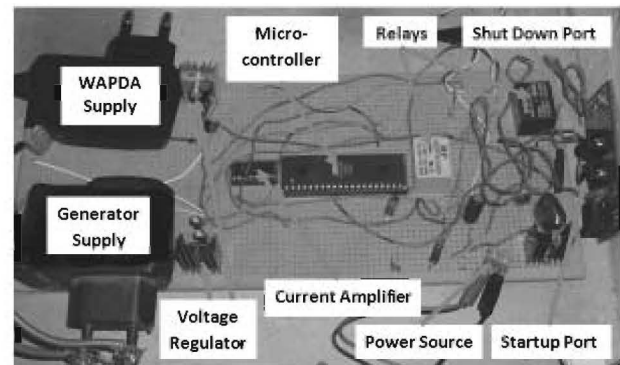 Micro-
controller
Relays
Shut Down Port
WAPDA
Supply
Generator
Supply
Voltage
Regulator
Current Amplifier
Power Source
Startup Port